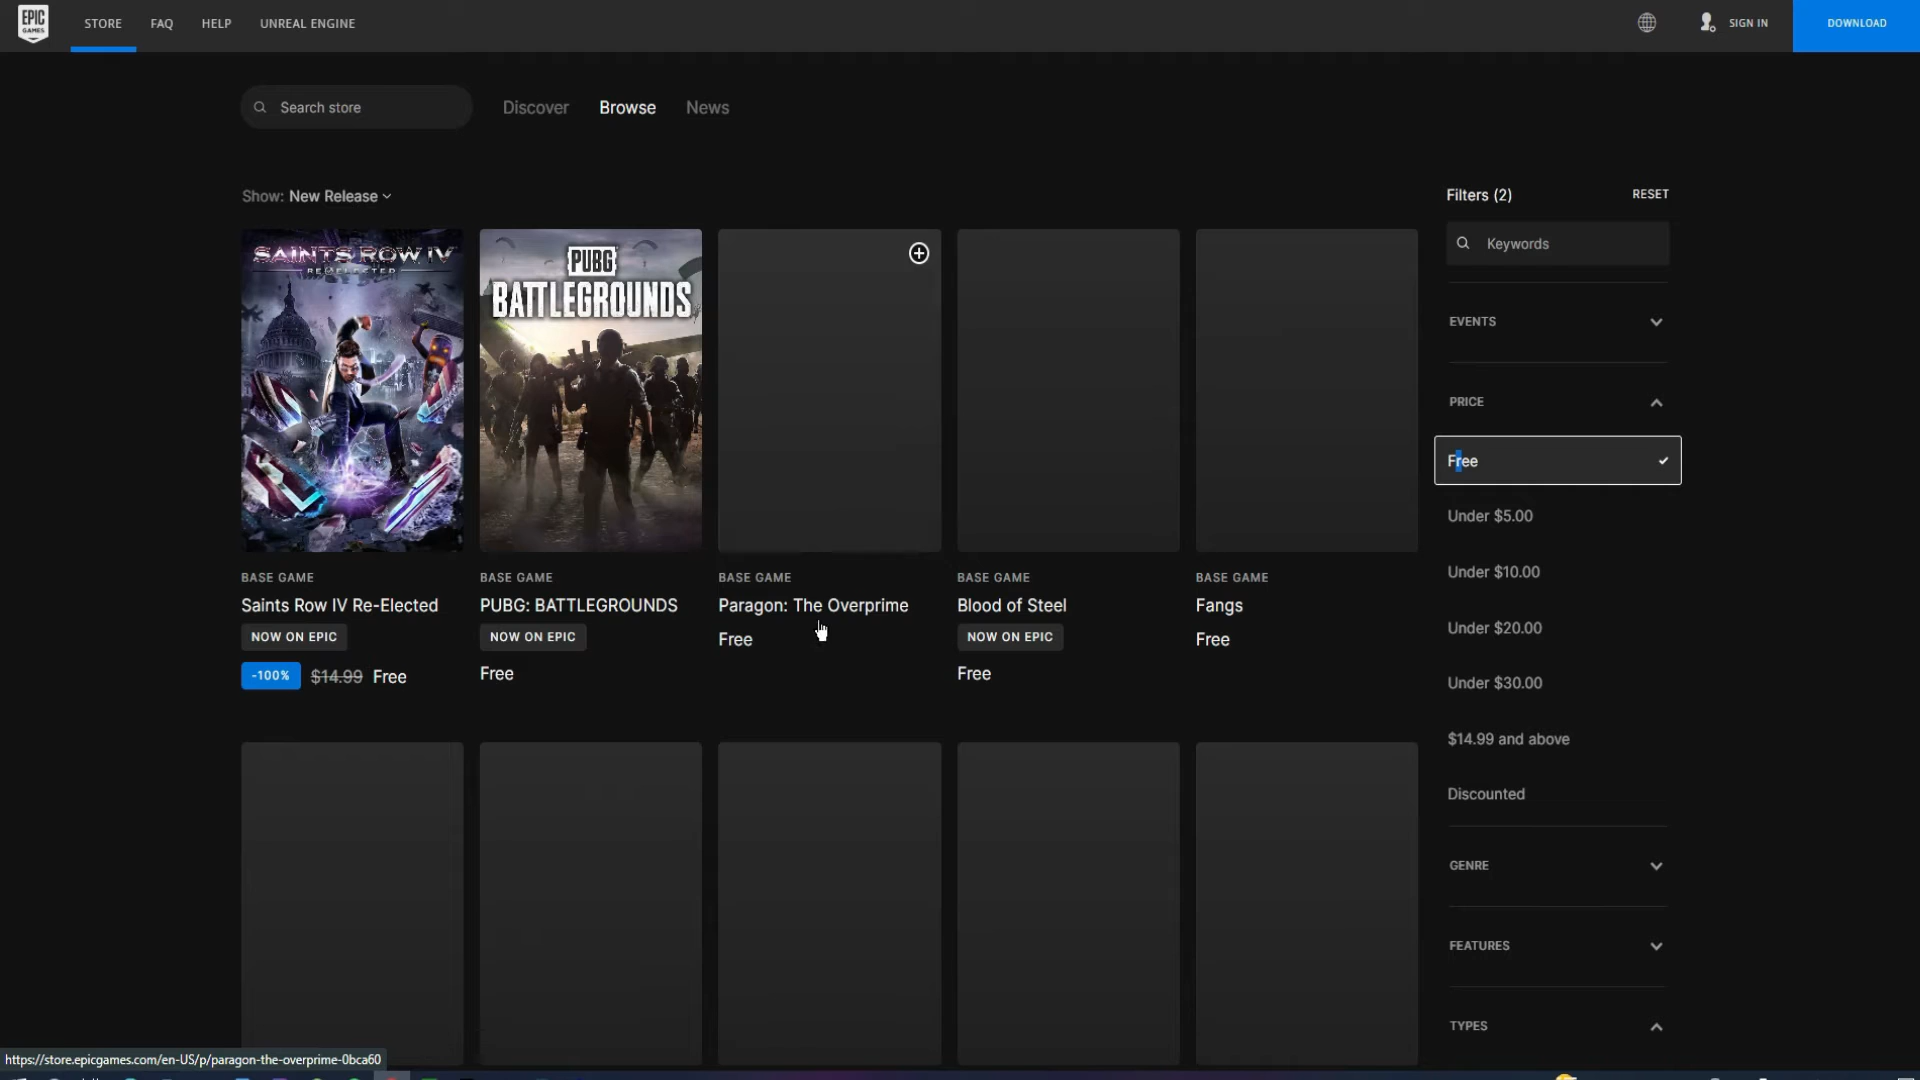 EPIC
GAMES
STORE
FAQ
HELP
UNREAL ENGINE
SIGN IN
DOWNLOAD
Search store
Discover
Browse
News
Show: New Release
Filters (2)
RESET
Keywords
EVENTS
PRICE
Free
Under $5.00
Under $10.00
Under $20.00
Under $30.00
$14.99 and above
Discounted
GENRE
FEATURES
TYPES
SAINTS ROW IV
RE-ELECTED
BASE GAME
Saints Row IV Re-Elected
NOW ON EPIC
-100% $14.99 Free
PUBG
BATTLEGROUNDS
BASE GAME
PUBG: BATTLEGROUNDS
NOW ON EPIC
Free
BASE GAME
Paragon: The Overprime
Free
BASE GAME
Blood of Steel
NOW ON EPIC
Free
BASE GAME
Fangs
Free
https://store.epicgames.com/en-US/p/paragon-the-overprime-0bca60